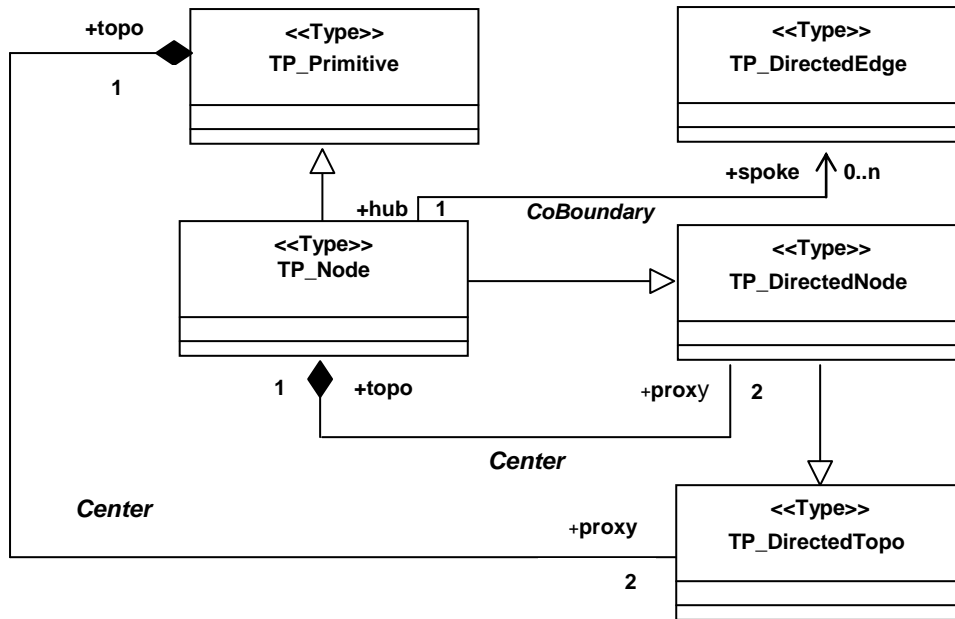 +topo
1
<<Type>>
TP_Primitive
<<Type>>
TP_DirectedEdge
+spoke 0..n
+hub 1
CoBoundary
<<Type>>
TP_Node
<<Type>>
TP_DirectedNode
1 +topo
+proxy 2
Center
Center
<<Type>>
TP_DirectedTopo
+proxy
2